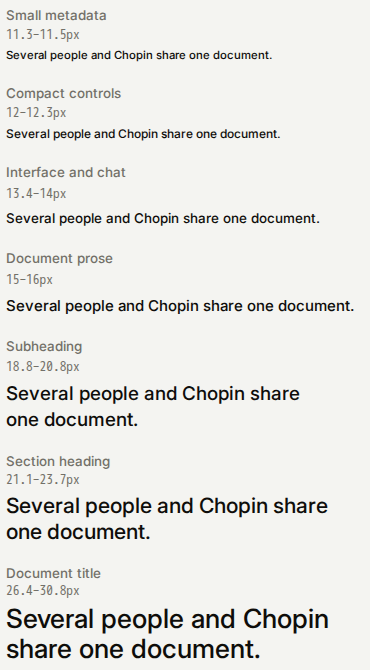 Small metadata
11.3–11.5px
Several people and Chopin share one document.
Compact controls
12–12.3px
Several people and Chopin share one document.
Interface and chat
13.4–14px
Several people and Chopin share one document.
Document prose
15–16px
Several people and Chopin share one document.
Subheading
18.8–20.8px
Several people and Chopin share
one document.
Section heading
21.1–23.7px
Several people and Chopin share
one document.
Document title
26.4–30.8px
Several people and Chopin
share one document.